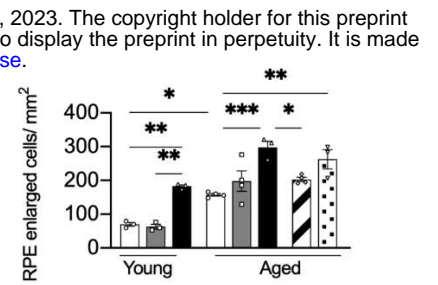 , 2023. The copyright holder for this preprint
o display the preprint in perpetuity. It is made
se.
RPE enlarged cells/ mm²
**
*
*** *
**
**
400
300
200
100
0
Young Aged